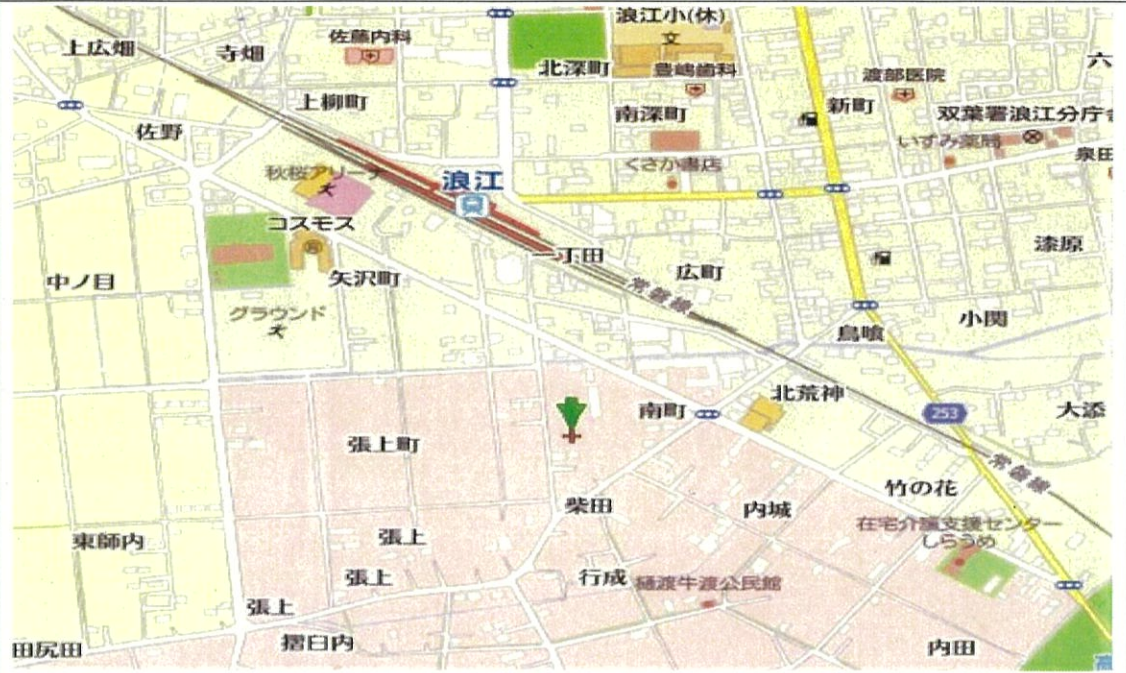 浪江小(休)
文
上広畑
寺畑
佐藤内科
北深町
豊嶋歯科
六
渡部医院
上柳町
南深町
新町
双葉署浪江分庁舎
佐野
いずみ薬局
泉田
くさか書店
秋桜アリーナ
浪江
コスモス
漆原
中ノ目
矢沢町
広町
常磐線
グラウンド
小関
鳥喰
北荒神
南町
253
大添
張上町
常磐線
竹の花
柴田
内城
在宅介護支援センター
しらうめ
東師内
張上
張上
行成
樋渡牛渡公民館
張上
摺臼内
田尻田
内田
高